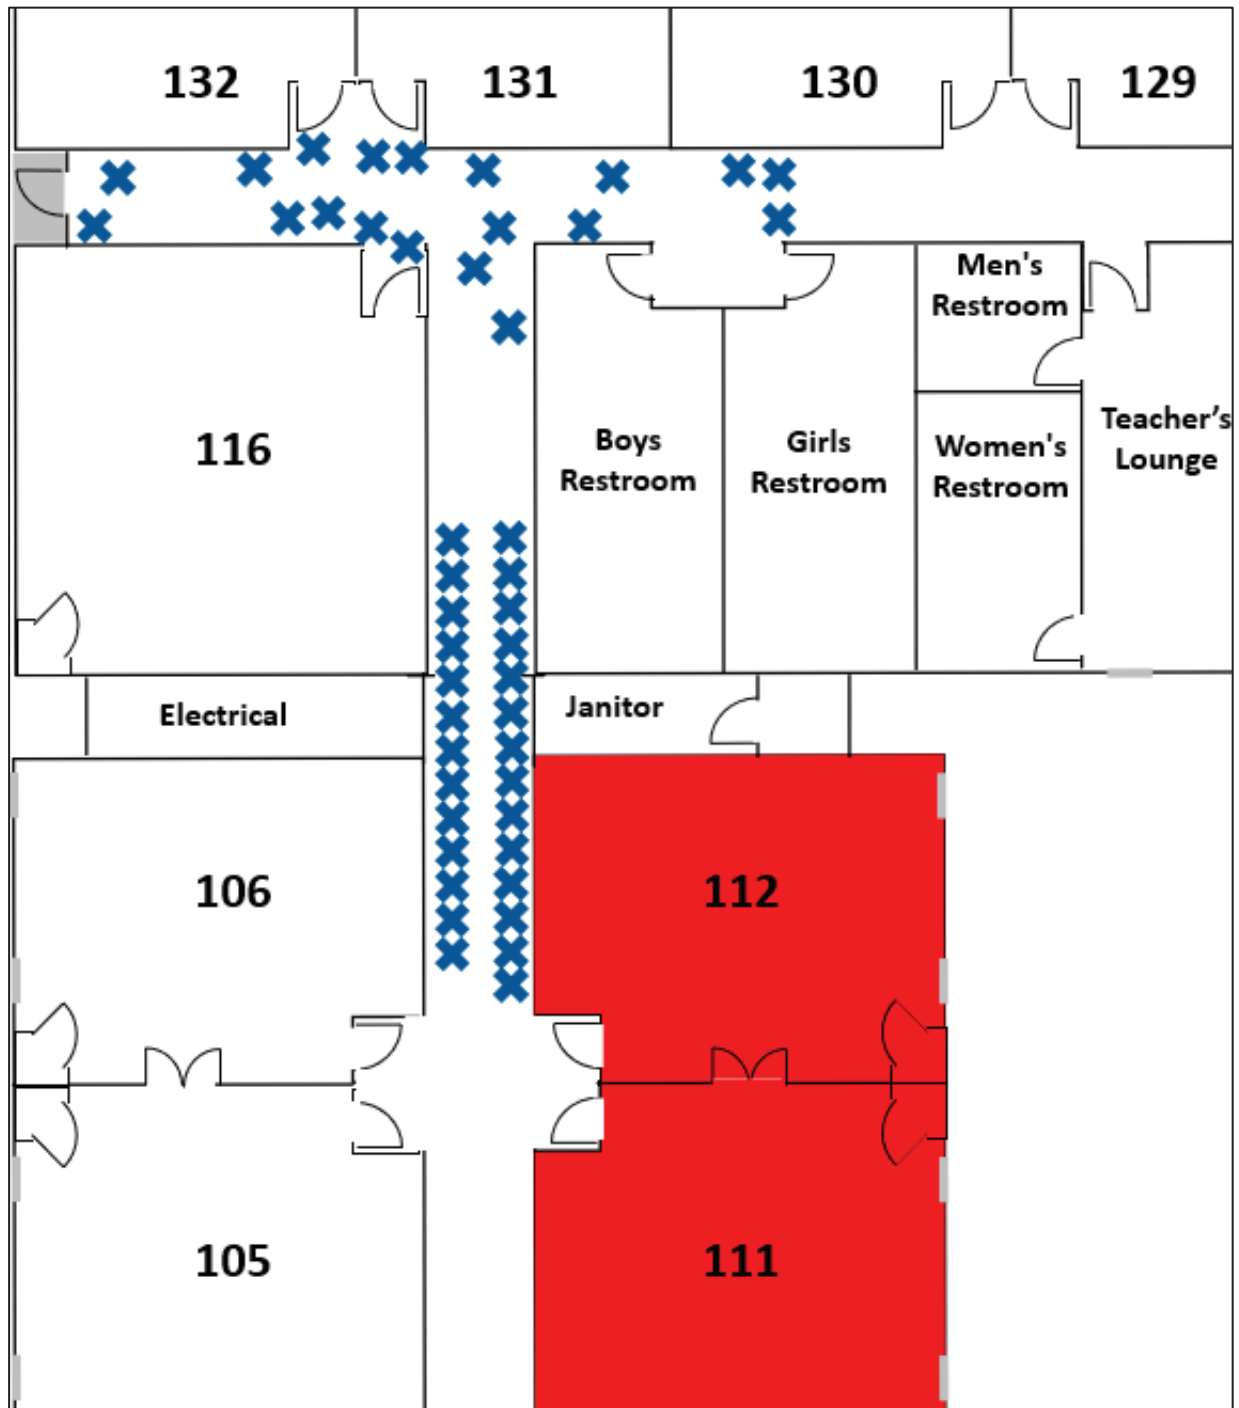 132
131
130
129
Men's
Restroom
116
Boys
Restroom
Girls
Restroom
Women's
Restroom
Teacher’s
Lounge
Electrical
Janitor
106
112
105
111